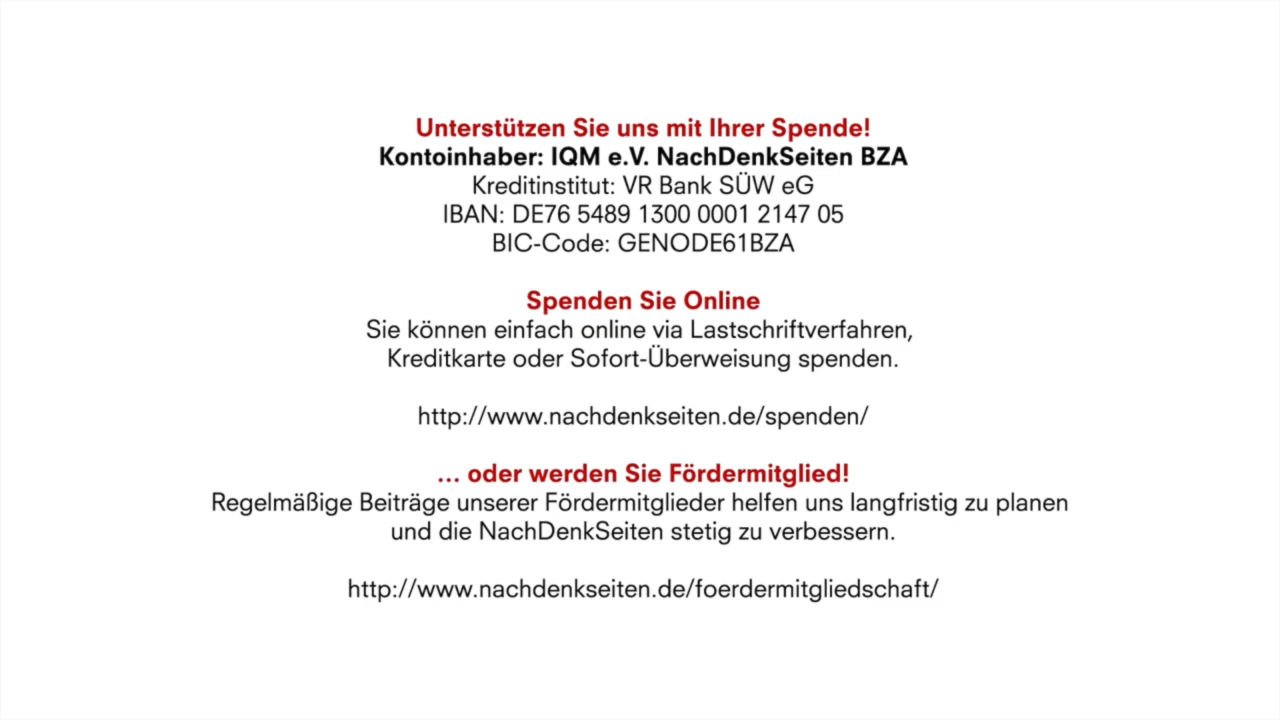 Unterstützen Sie uns mit Ihrer Spende!
Kontoinhaber: IQM e.V. NachDenkSeiten BZA
Kreditinstitut: VR Bank SÜW eG
IBAN: DE76 5489 1300 0001 2147 05
BIC-Code: GENODE61BZA
Spenden Sie Online
Sie können einfach online via Lastschriftverfahren,
Kreditkarte oder Sofort-Überweisung spenden.
http://www.nachdenkseiten.de/spenden/
... oder werden Sie Fördermitglied!
Regelmäßige Beiträge unserer Fördermitglieder helfen uns langfristig zu planen
und die NachDenkSeiten stetig zu verbessern.
http://www.nachdenkseiten.de/foerdermitgliedschaft/